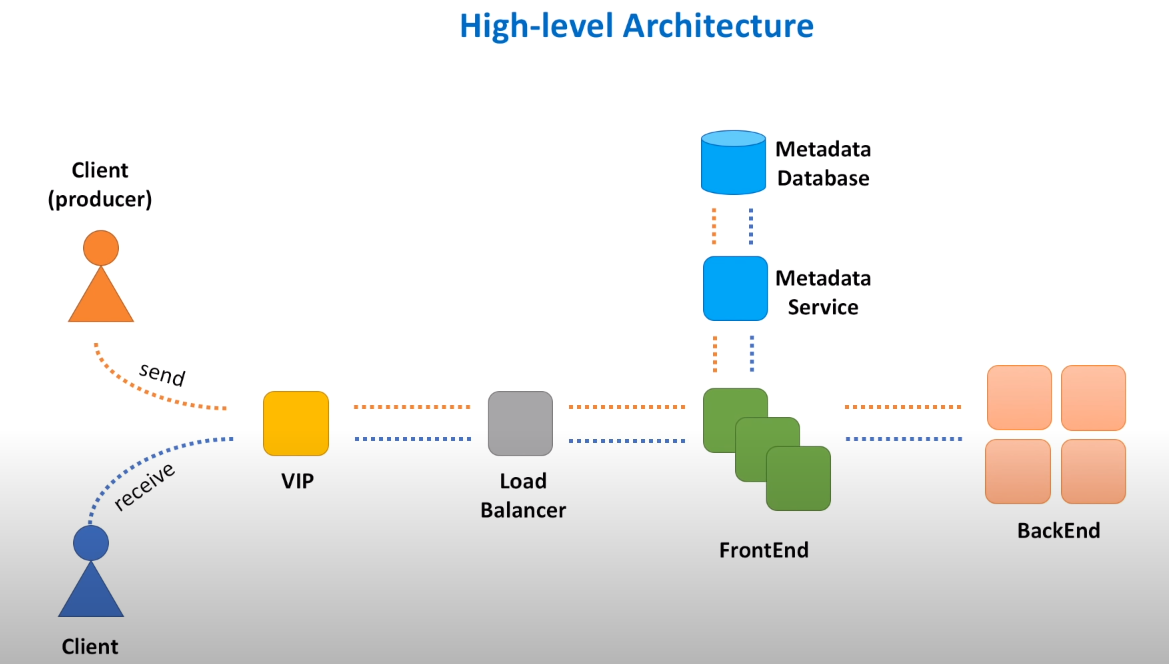 High-level Architecture
Client
(producer)
Metadata
Database
Metadata
Service
send
receive
VIP
Load
Balancer
FrontEnd
BackEnd
Client